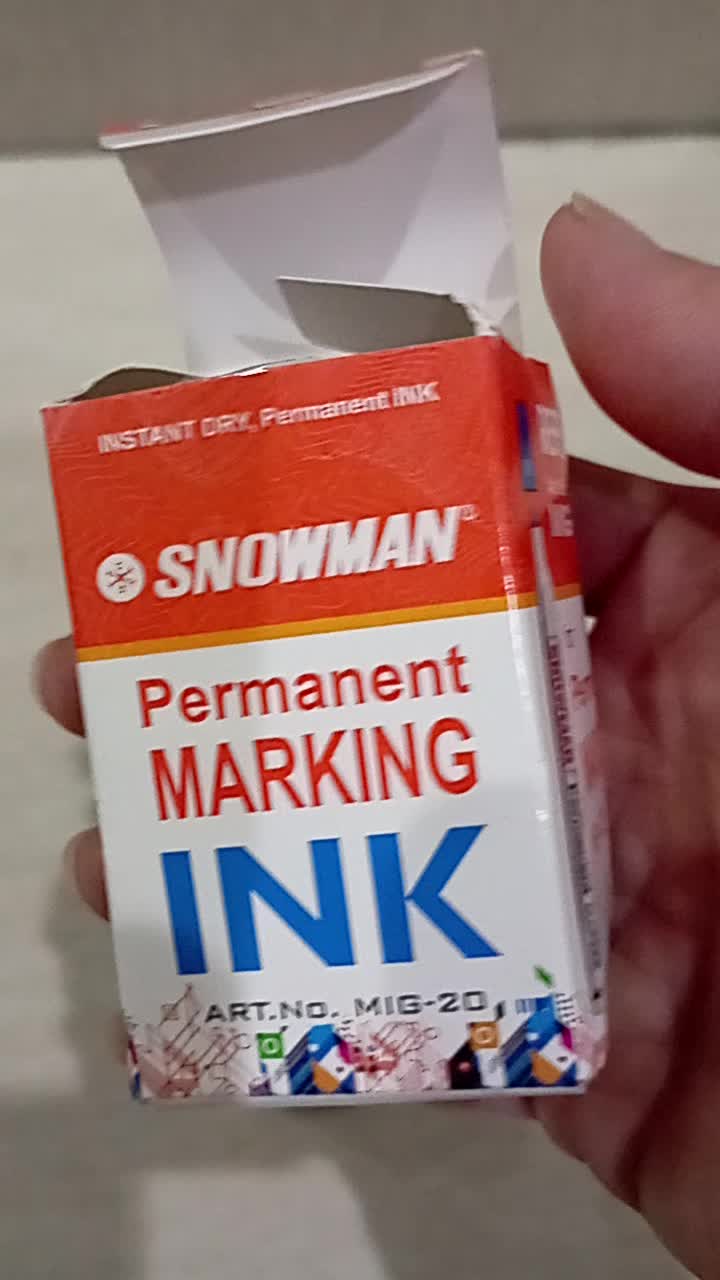 INSTANT DRY, Permanent INK
SNOWMAN
Permanent
MARKING
INK
ART.No. MIG-20